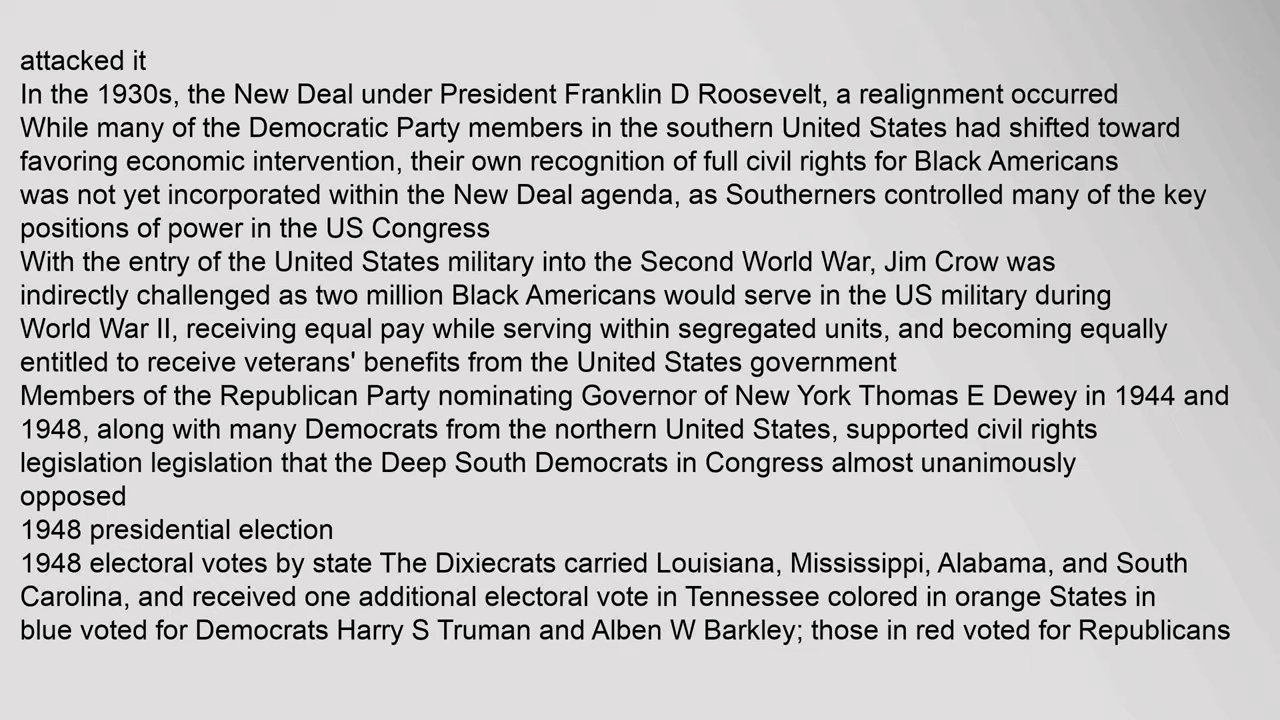 attacked it
In the 1930s, the New Deal under President Franklin D Roosevelt, a realignment occurred
While many of the Democratic Party members in the southern United States had shifted toward
favoring economic intervention, their own recognition of full civil rights for Black Americans
was not yet incorporated within the New Deal agenda, as Southerners controlled many of the key
positions of power in the US Congress
With the entry of the United States military into the Second World War, Jim Crow was
indirectly challenged as two million Black Americans would serve in the US military during
World War II, receiving equal pay while serving within segregated units, and becoming equally
entitled to receive veterans' benefits from the United States government
Members of the Republican Party nominating Governor of New York Thomas E Dewey in 1944 and
1948, along with many Democrats from the northern United States, supported civil rights
legislation legislation that the Deep South Democrats in Congress almost unanimously
opposed
1948 presidential election
1948 electoral votes by state The Dixiecrats carried Louisiana, Mississippi, Alabama, and South
Carolina, and received one additional electoral vote in Tennessee colored in orange States in
blue voted for Democrats Harry S Truman and Alben W Barkley; those in red voted for Republicans